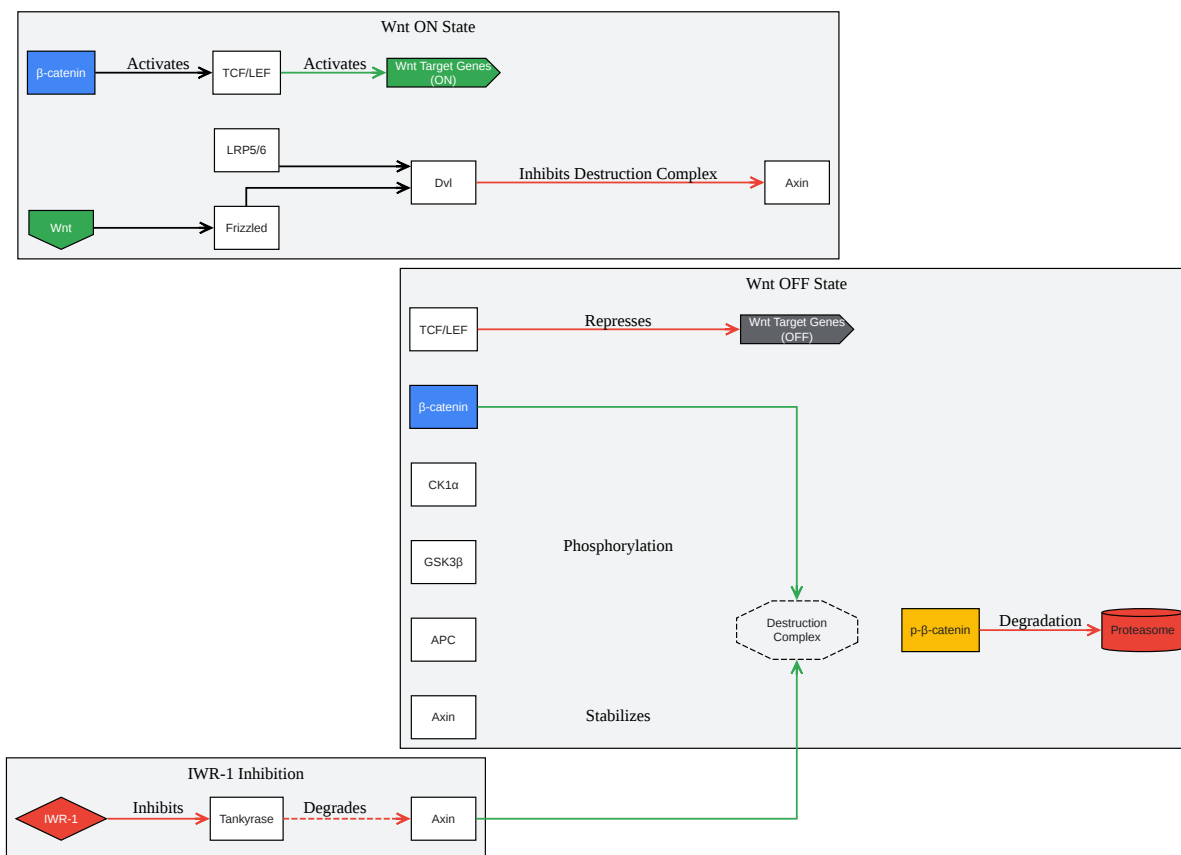 Wnt ON State
β-catenin
Activates
TCF/LEF
Activates
Wnt Target Genes
(ON)
LRP5/6
Dvl
Inhibits Destruction Complex
Axin
Wnt
Frizzled
Wnt OFF State
TCF/LEF
Represses
Wnt Target Genes
(OFF)
β-catenin
CK1α
Phosphorylation
GSK3β
Destruction
Complex
p-β-catenin
Degradation
Proteasome
APC
Axin
Stabilizes
IWR-1 Inhibition
IWR-1
Inhibits
Tankyrase
Degrades
Axin